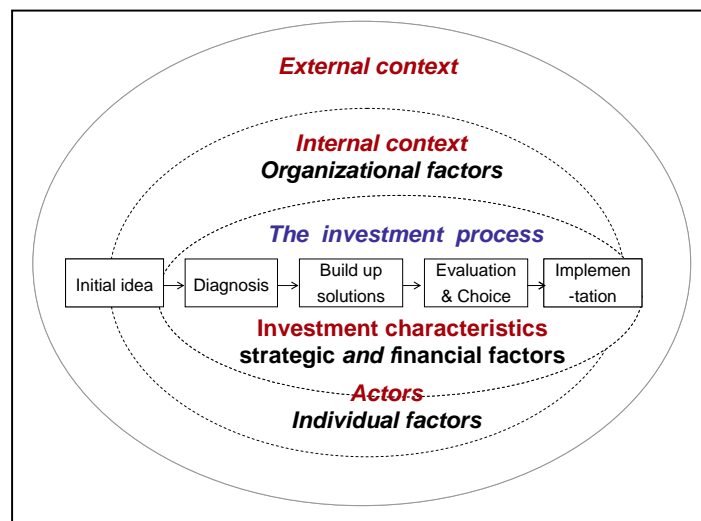 External context
Internal context
Organizational factors
The investment process
Initial idea
Diagnosis
Build up
solutions
Evaluation
& Choice
Implemen
-tation
Investment characteristics
strategic and financial factors
Actors
Individual factors